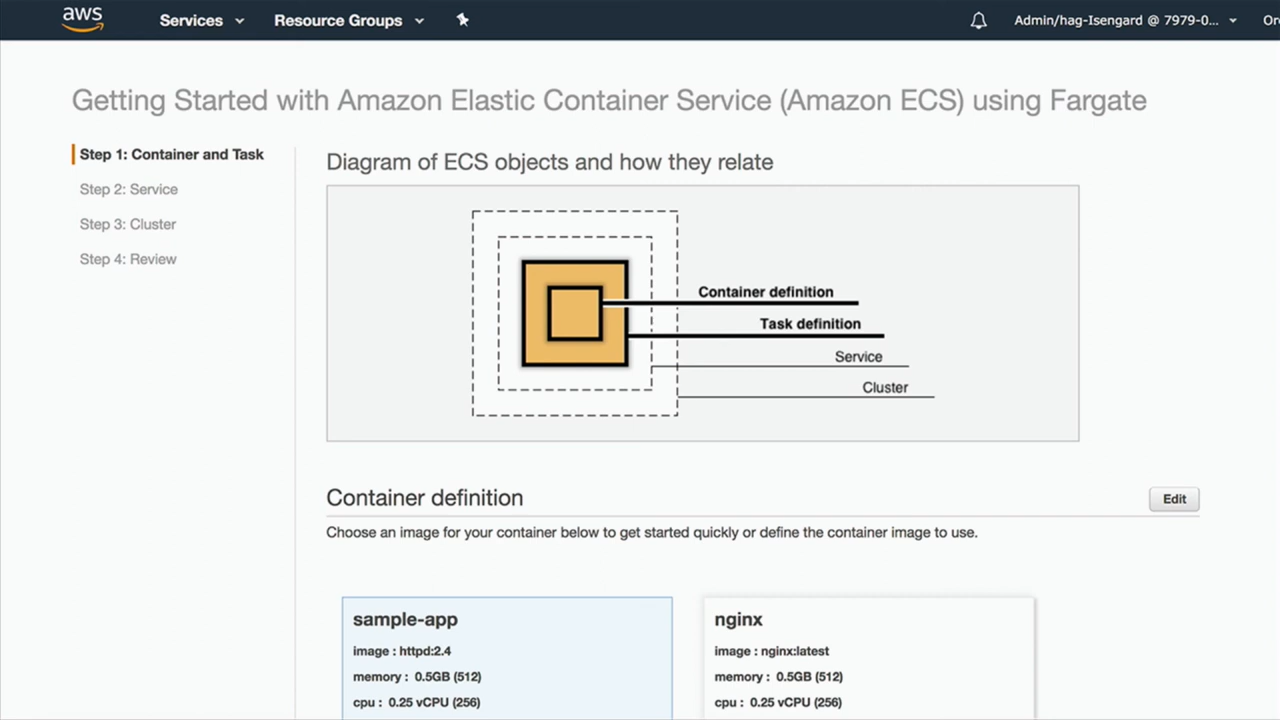 aws Services Resource Groups Admin/hag-Isengard @ 7979-0...
Getting Started with Amazon Elastic Container Service (Amazon ECS) using Fargate
Step 1: Container and Task
Step 2: Service
Step 3: Cluster
Step 4: Review
Diagram of ECS objects and how they relate
Container definition
Task definition
Service
Cluster
Container definition Edit
Choose an image for your container below to get started quickly or define the container image to use.
sample-app
image : httpd:2.4
memory : 0.5GB (512)
cpu : 0.25 vCPU (256)
nginx
image : nginx:latest
memory : 0.5GB (512)
cpu : 0.25 vCPU (256)